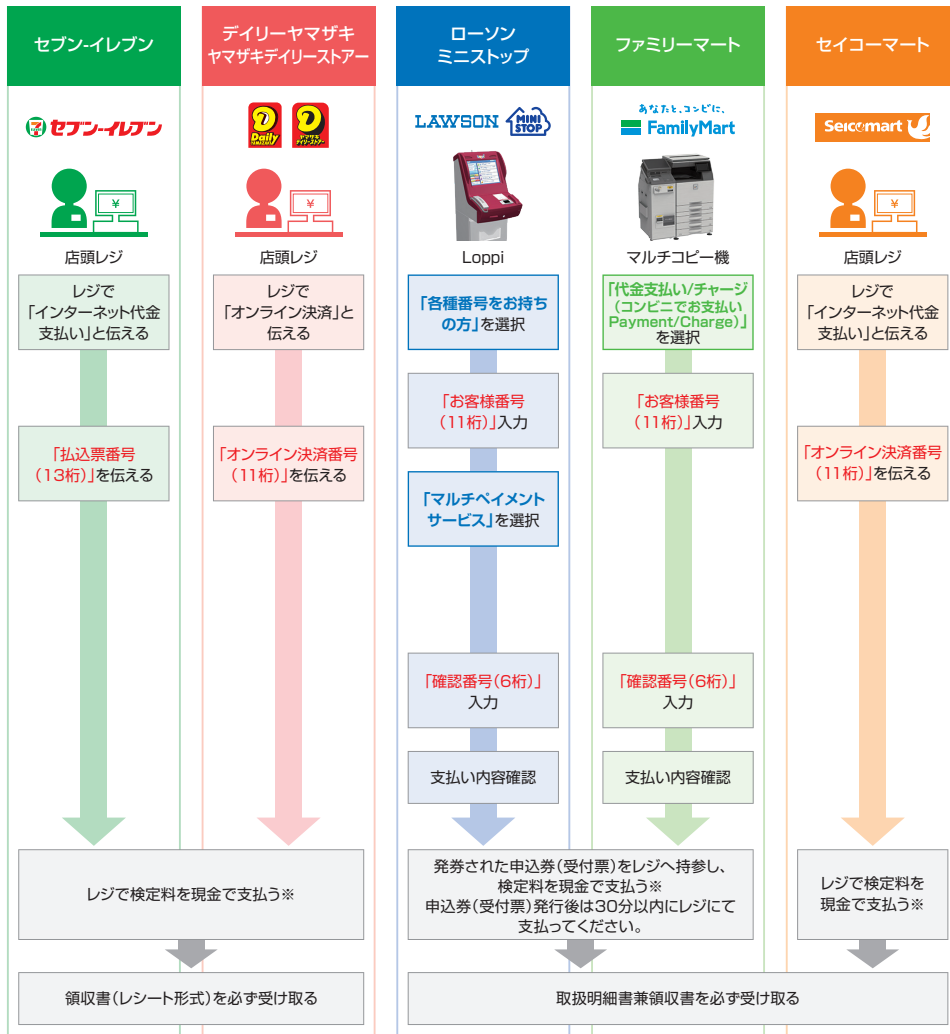 セブン-イレブン
デイリーヤマザキ
ヤマザキデイリーストアー
ローソン
ミニストップ
ファミリーマート
セイコーマート
セブン-イレブン
Daily
YAMAZAKI
ヤマザキ
デイリーストアー
LAWSON
MINI
STOP
あなたと、コンビに、
FamilyMart
Seicomart
¥
¥
¥
店頭レジ
店頭レジ
Loppi
マルチコピー機
店頭レジ
レジで
「インターネット代金
支払い」と伝える
レジで
「オンライン決済」と
伝える
「各種番号をお持ち
の方」を選択
「代金支払い/チャージ
(コンビニでお支払い
Payment/Charge)」
を選択
レジで
「インターネット代金
支払い」と伝える
「お客様番号
(11桁)」入力
「お客様番号
(11桁)」入力
「払込票番号
(13桁)」を伝える
「オンライン決済番号
(11桁)」を伝える
「オンライン決済番号
(11桁)」を伝える
「マルチペイメント
サービス」を選択
「確認番号(6桁)」
入力
「確認番号(6桁)」
入力
支払い内容確認
支払い内容確認
レジで検定料を現金で支払う※
発券された申込券(受付票)をレジへ持参し、
検定料を現金で支払う※
申込券(受付票)発行後は30分以内にレジにて
支払ってください。
レジで検定料を
現金で支払う※
領収書(レシート形式)を必ず受け取る
取扱明細書兼領収書を必ず受け取る